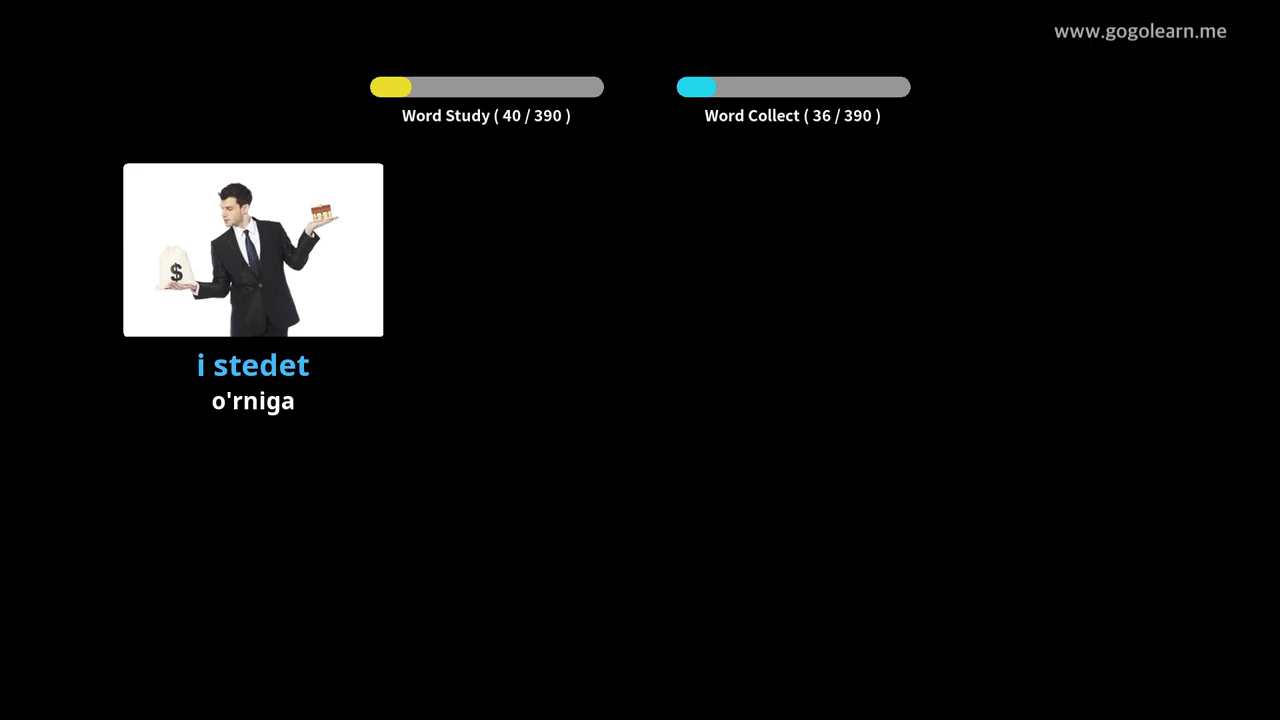 www.gogolearn.me
Word Study ( 40 / 390 )
Word Collect ( 36 / 390 )
$
i stedet
o'rniga